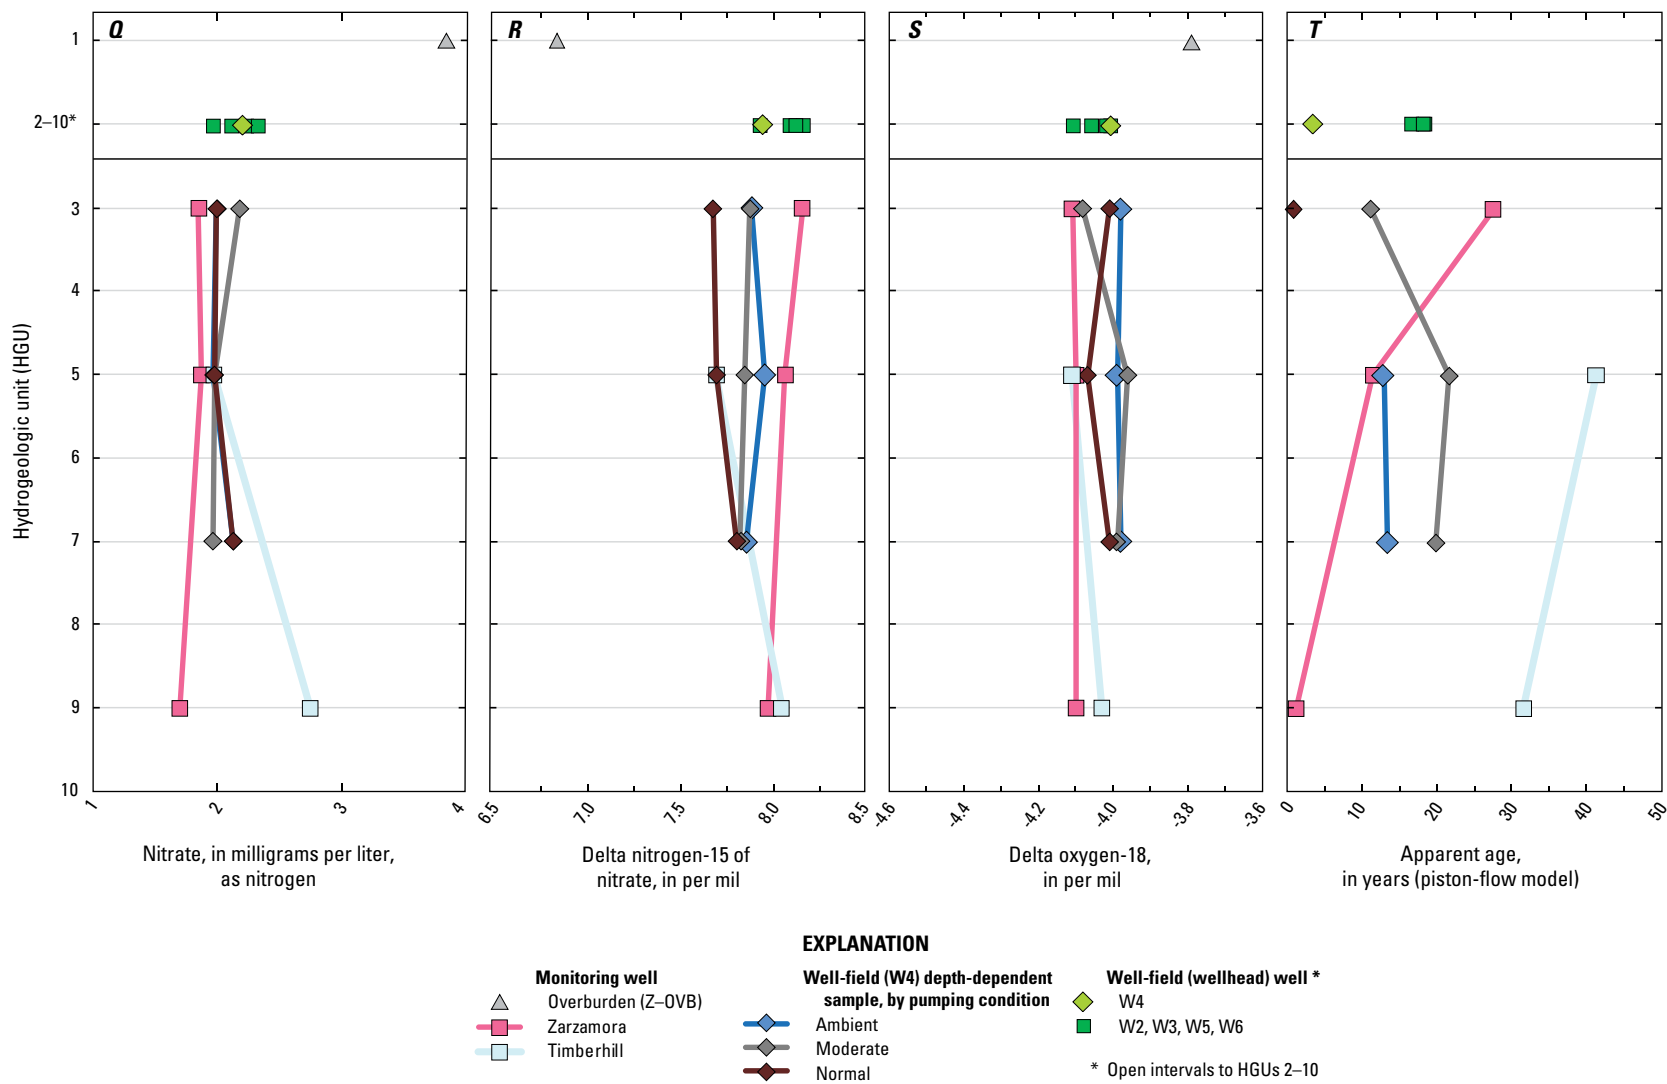 Q
R
S
T
Hydrogeologic unit (HGU)
1
2–10*
3
4
5
6
7
8
9
10
1
2
3
4
6.5
7.0
7.5
8.0
8.5
-4.6
-4.4
-4.2
-4.0
-3.8
-3.6
0
10
20
30
40
50
Nitrate, in milligrams per liter,
as nitrogen
Delta nitrogen-15 of
nitrate, in per mil
Delta oxygen-18,
in per mil
Apparent age,
in years (piston-flow model)
EXPLANATION
Monitoring well
Overburden (Z–OVB)
Zarzamora
Timberhill
Well-field (W4) depth-dependent
sample, by pumping condition
Ambient
Moderate
Normal
Well-field (wellhead) well *
W4
W2, W3, W5, W6
* Open intervals to HGUs 2–10